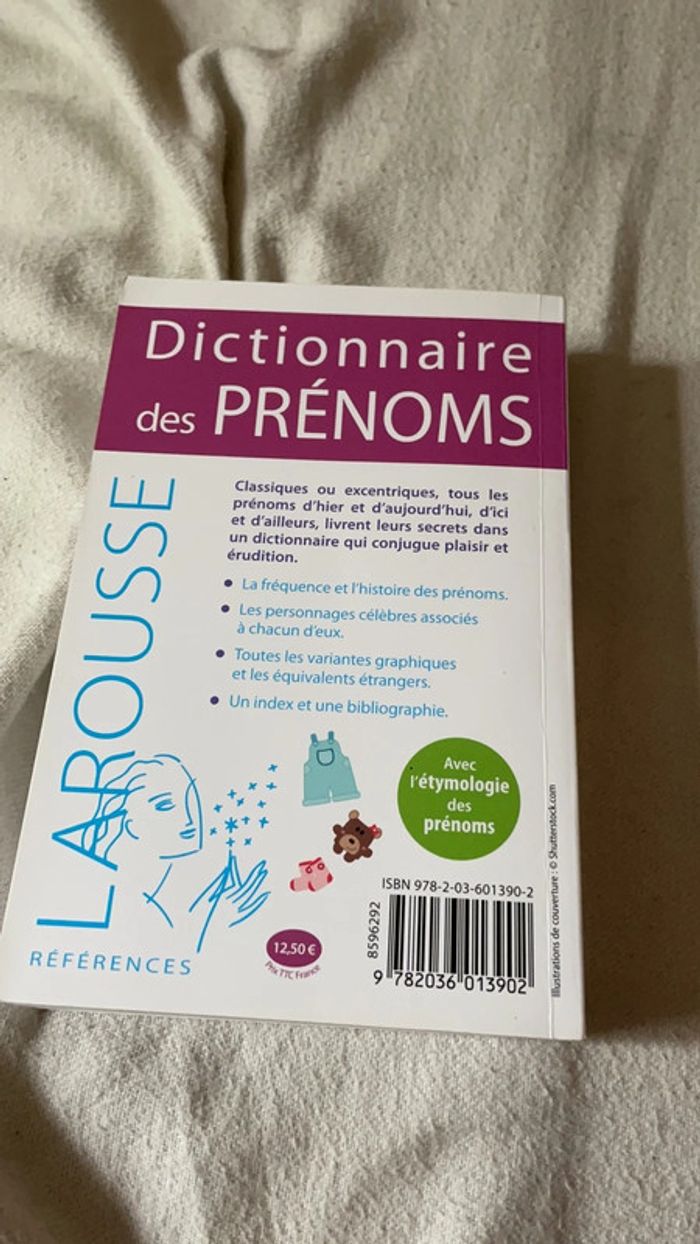 Dictionnaire
des PRÉNOMS
LAROUSSE
RÉFÉRENCES
Classiques ou excentriques, tous les
prénoms d'hier et d'aujourd'hui, d'ici
et d'ailleurs, livrent leurs secrets dans
un dictionnaire qui conjugue plaisir et
érudition.
• La fréquence et l'histoire des prénoms.
• Les personnages célèbres associés
à chacun d'eux.
• Toutes les variantes graphiques
et les équivalents étrangers.
• Un index et une bibliographie.
Avec
l'étymologie
des
prénoms
12,50 €
Prix TTC France
ISBN 978-2-03-601390-2
8596292
9 782036 013902
Illustrations de couverture : © Shutterstock.com